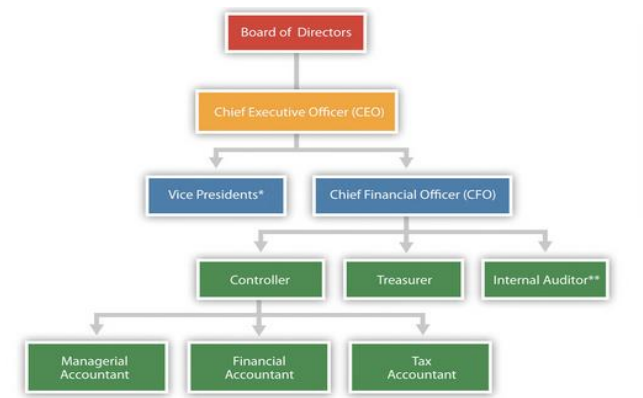 Board of Directors
Chief Executive Officer (CEO)
Vice Presidents*
Chief Financial Officer (CFO)
Controller
Treasurer
Internal Auditor**
Managerial
Accountant
Financial
Accountant
Tax
Accountant